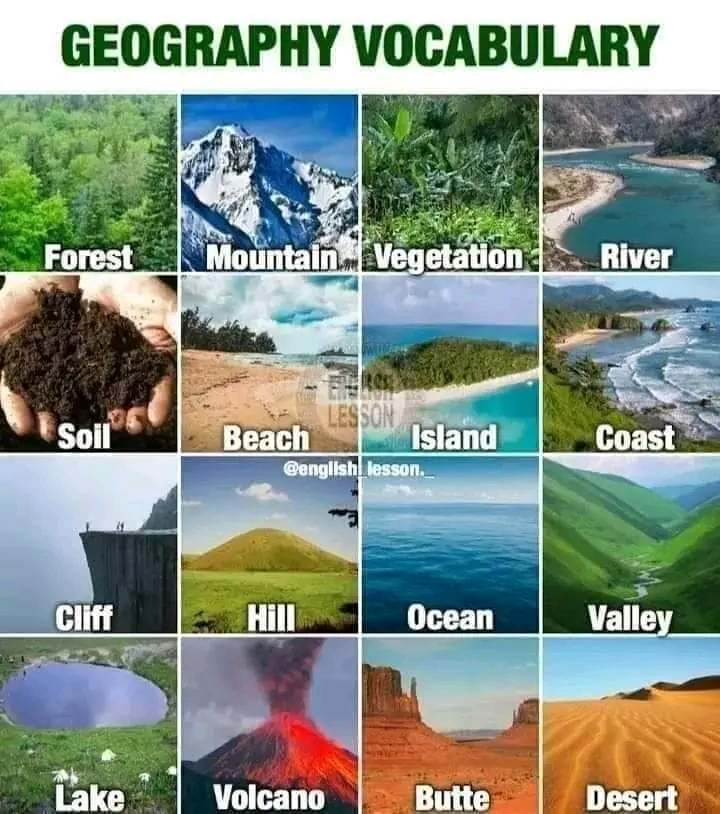 GEOGRAPHY VOCABULARY
Forest
Mountain
Vegetation
River
Soil
Beach
Island
Coast
ENGLISH
LESSON
@english_lesson._
Cliff
Hill
Ocean
Valley
Lake
Volcano
Butte
Desert